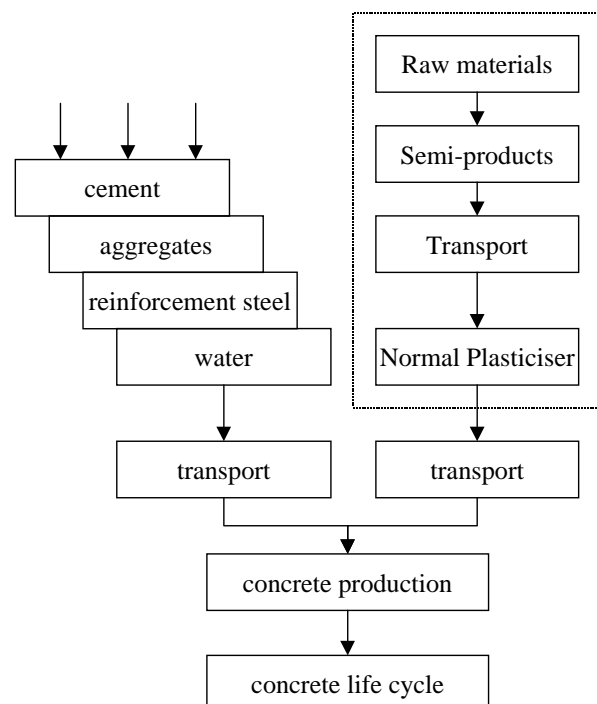 Raw materials
Semi-products
Transport
Normal Plasticiser
cement
aggregates
reinforcement steel
water
transport
transport
concrete production
concrete life cycle